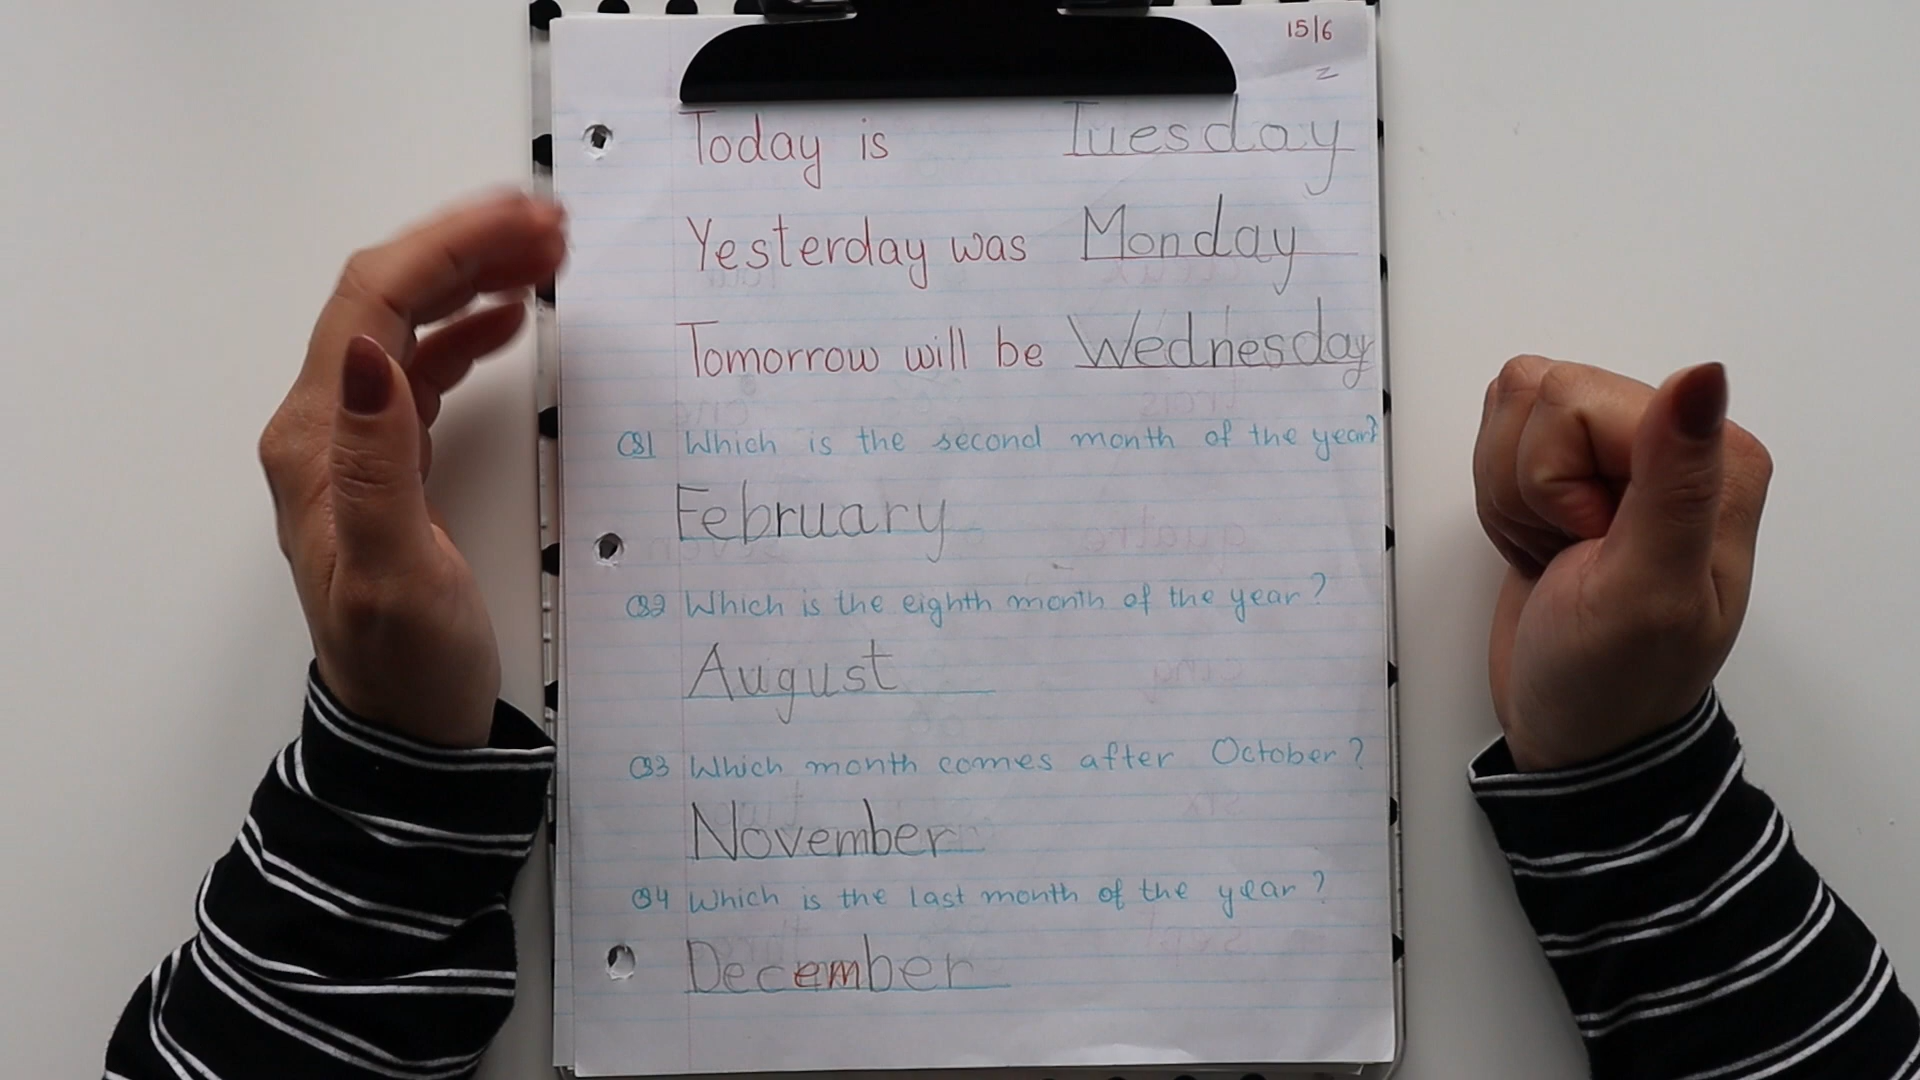 15/6
Today is Tuesday
Yesterday was Monday
Tomorrow will be Wednesday
Q1 Which is the second month of the year?
February
Q2 Which is the eighth month of the year?
August
Q3 Which month comes after October?
November
Q4 Which is the last month of the year?
December